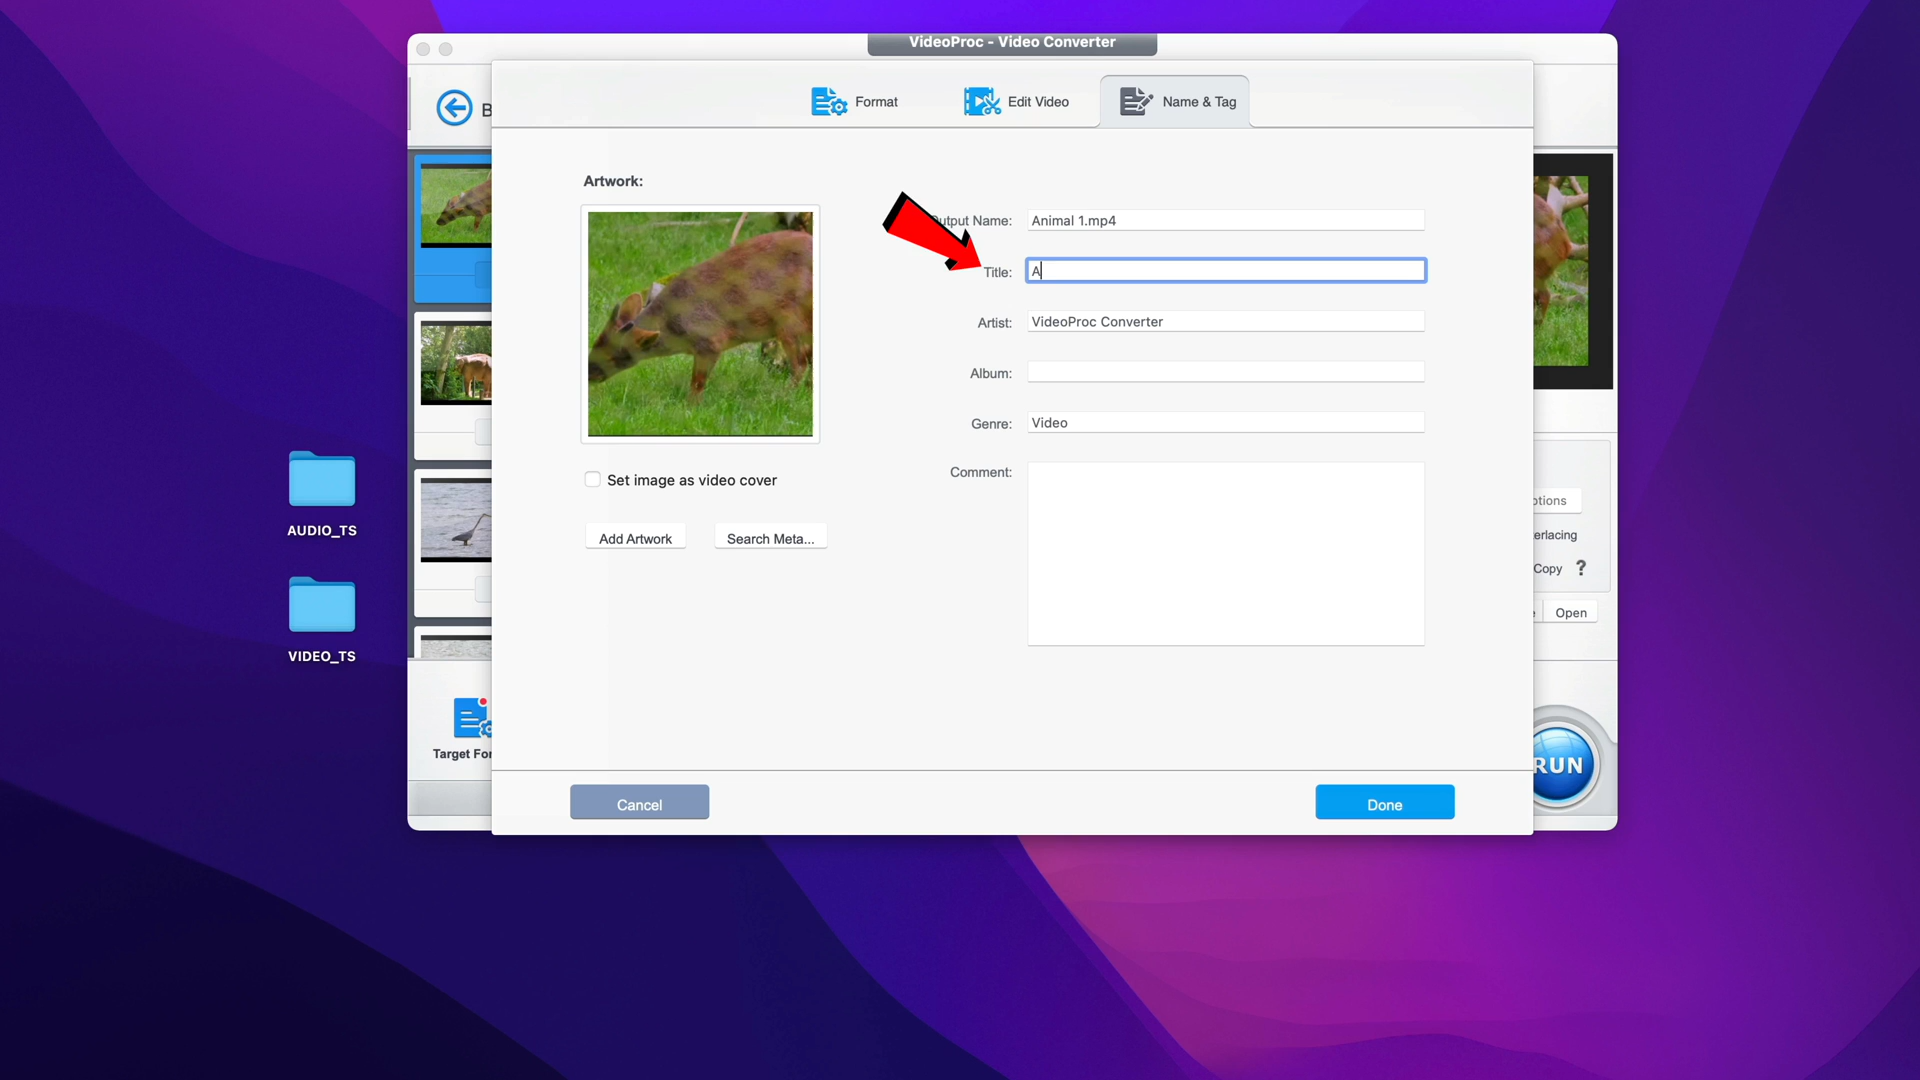 VideoProc - Video Converter
B
Format
Edit Video
Name & Tag
Artwork:
Output Name:
Animal 1.mp4
Title:
A
Artist:
VideoProc Converter
Album:
Genre:
Video
Comment:
Set image as video cover
Add Artwork
Search Meta...
AUDIO_TS
VIDEO_TS
otions
erlacing
Copy ?
Open
Target For
RUN
Cancel
Done